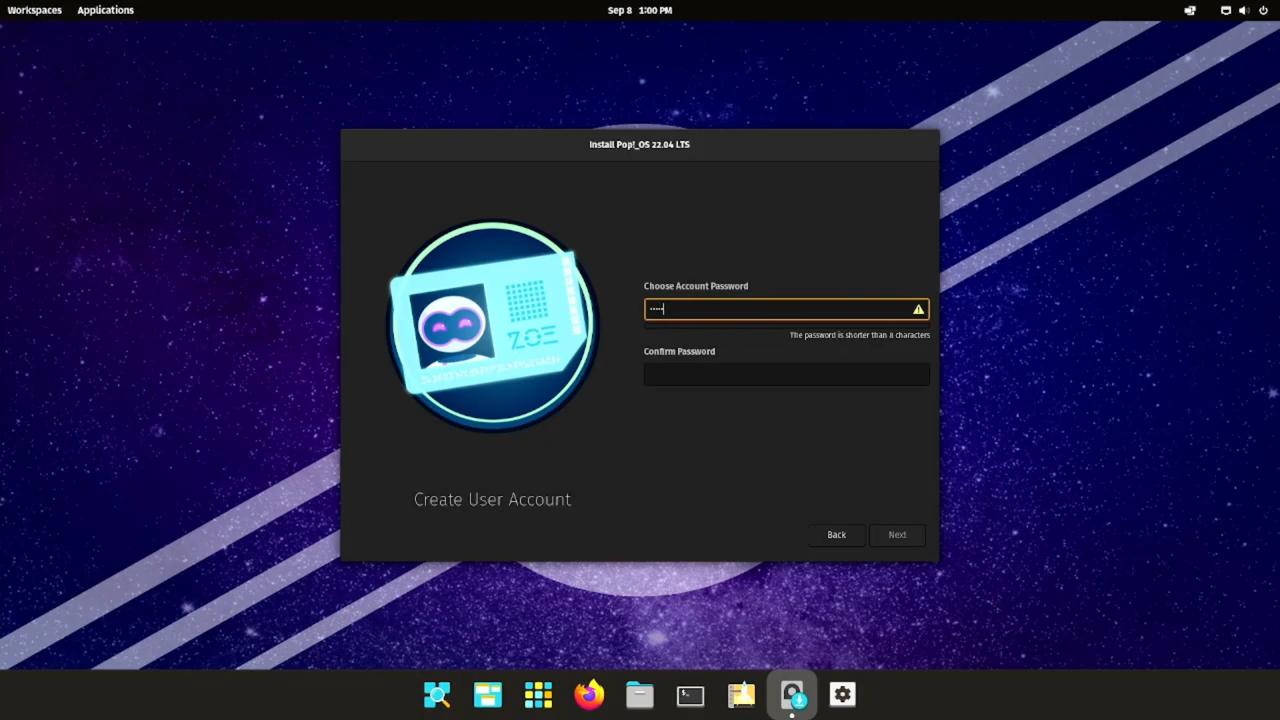 Workspaces Applications Sep 8 1:00 PM
Install Pop!_OS 22.04 LTS
Choose Account Password
•••••
The password is shorter than 8 characters
Confirm Password
ZOE
Create User Account
Back Next